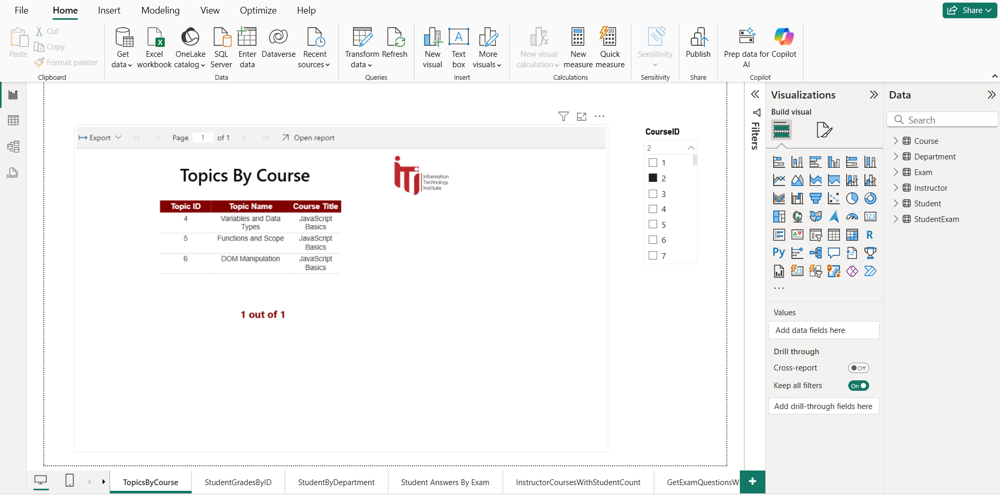 File Home Insert Modeling View Optimize Help Share
Paste Cut
Copy
Format painter
Get data Excel workbook OneLake catalog SQL Server Enter data Dataverse Recent sources
Transform data Refresh
New visual Text box More visuals
New visual calculation New measure Quick measure
Sensitivity Publish Prep data for AI Copilot
Clipboard Data Queries Insert Calculations Sensitivity Share Copilot
DAX
Export Page 1 of 1 Open report
Topics By Course
iTi Information
Technology
Institute
Topic ID Topic Name Course Title
4 Variables and Data Types JavaScript Basics
5 Functions and Scope JavaScript Basics
6 DOM Manipulation JavaScript Basics
1 out of 1
CourseID
2
1
2
3
4
5
6
7
Filters
Visualizations
Build visual
123
R
Py
123
...
Values
Add data fields here
Drill through
Cross-report Off
Keep all filters On
Add drill-through fields here
Data
Search
Course
Department
Exam
Instructor
Student
StudentExam
TopicsByCourse StudentGradesByID StudentByDepartment Student Answers By Exam InstructorCoursesWithStudentCount GetExamQuestionsW